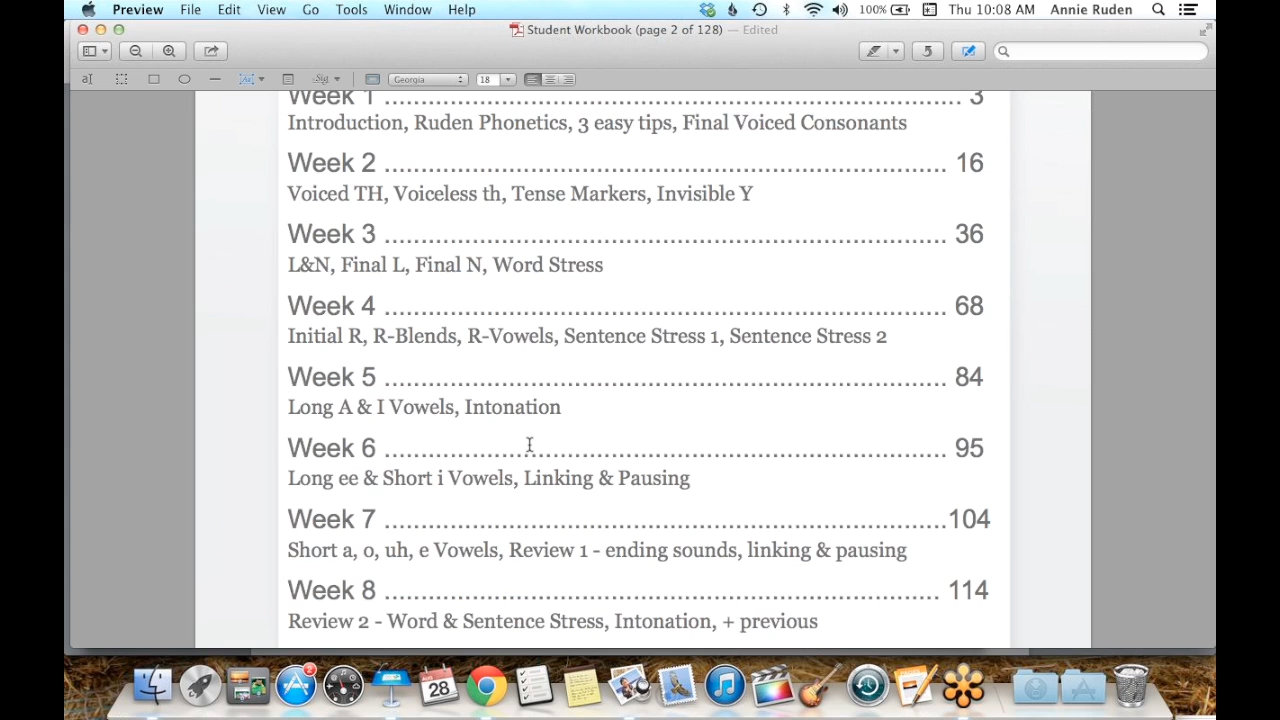 Preview File Edit View Go Tools Window Help 100% Thu 10:08 AM Annie Ruden
Student Workbook (page 2 of 128) — Edited
Georgia 18
Week 1 ............................................................... 3
Introduction, Ruden Phonetics, 3 easy tips, Final Voiced Consonants
Week 2 .............................................................. 16
Voiced TH, Voiceless th, Tense Markers, Invisible Y
Week 3 .............................................................. 36
L&N, Final L, Final N, Word Stress
Week 4 .............................................................. 68
Initial R, R-Blends, R-Vowels, Sentence Stress 1, Sentence Stress 2
Week 5 .............................................................. 84
Long A & I Vowels, Intonation
Week 6 .............................................................. 95
Long ee & Short i Vowels, Linking & Pausing
Week 7 ..............................................................104
Short a, o, uh, e Vowels, Review 1 - ending sounds, linking & pausing
Week 8 ............................................................. 114
Review 2 - Word & Sentence Stress, Intonation, + previous
2
28